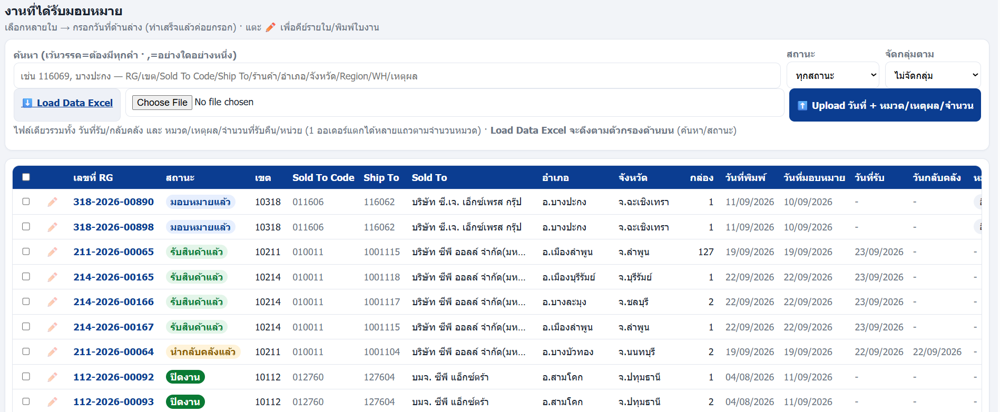 งานที่ได้รับมอบหมาย
เลือกหลายใบ → กรอกวันที่ด้านล่าง (ทำเสร็จแล้วค่อยกรอก) · แตะ ✏️ เพื่อคีย์รายใบ/พิมพ์ใบงาน
ค้นหา (เว้นวรรค=ต้องมีทุกคำ · ,=อย่างใดอย่างหนึ่ง) สถานะ จัดกลุ่มตาม
เช่น 116069, บางปะกง — RG/เขต/Sold To Code/Ship To/ร้านค้า/อำเภอ/จังหวัด/Region/WH/เหตุผล ทุกสถานะ ไม่จัดกลุ่ม
⬇️ Load Data Excel Choose File No file chosen ⬆️ Upload วันที่ + หมวด/เหตุผล/จำนวน
ไฟล์เดียวรวมทั้ง วันที่รับ/กลับคลัง และ หมวด/เหตุผล/จำนวนที่รับคืน/หน่วย (1 ออเดอร์แตกได้หลายแถวตามจำนวนหมวด) · Load Data Excel จะดึงตามตัวกรองด้านบน (ค้นหา/สถานะ)
เลขที่ RG สถานะ เขต Sold To Code Ship To Sold To อำเภอ จังหวัด กล่อง วันที่พิมพ์ วันที่มอบหมาย วันที่รับ วันกลับคลัง
318-2026-00890 มอบหมายแล้ว 10318 011606 116062 บริษัท ซี.เจ. เอ็กซ์เพรส กรุ๊ป อ.บางปะกง จ.ฉะเชิงเทรา 1 11/09/2026 10/09/2026 - -
318-2026-00898 มอบหมายแล้ว 10318 011606 116062 บริษัท ซี.เจ. เอ็กซ์เพรส กรุ๊ป อ.บางปะกง จ.ฉะเชิงเทรา 1 11/09/2026 10/09/2026 - -
211-2026-00065 รับสินค้าแล้ว 10211 010011 1001115 บริษัท ซีพี ออลล์ จำกัด(มห... อ.เมืองลำพูน จ.ลำพูน 127 19/09/2026 19/09/2026 23/09/2026 - -
214-2026-00165 รับสินค้าแล้ว 10214 010011 1001118 บริษัท ซีพี ออลล์ จำกัด(มห... อ.เมืองบุรีรัมย์ จ.บุรีรัมย์ 1 22/09/2026 22/09/2026 23/09/2026 - -
214-2026-00166 รับสินค้าแล้ว 10214 010011 1001117 บริษัท ซีพี ออลล์ จำกัด(มห... อ.บางละมุง จ.ชลบุรี 2 22/09/2026 22/09/2026 23/09/2026 - -
214-2026-00167 รับสินค้าแล้ว 10214 010011 1001115 บริษัท ซีพี ออลล์ จำกัด(มห... อ.เมืองลำพูน จ.ลำพูน 1 22/09/2026 22/09/2026 23/09/2026 - -
211-2026-00064 นำกลับคลังแล้ว 10211 010011 1001104 บริษัท ซีพี ออลล์ จำกัด(มห... อ.บางบัวทอง จ.นนทบุรี 2 19/09/2026 19/09/2026 22/09/2026 22/09/2026 -
112-2026-00092 ปิดงาน 10112 012760 127604 บมจ. ซีพี แอ็กซ์ตร้า อ.สามโคก จ.ปทุมธานี 1 04/08/2026 11/09/2026 - - -
112-2026-00093 ปิดงาน 10112 012760 127604 บมจ. ซีพี แอ็กซ์ตร้า อ.สามโคก จ.ปทุมธานี 2 04/08/2026 11/09/2026 - - -